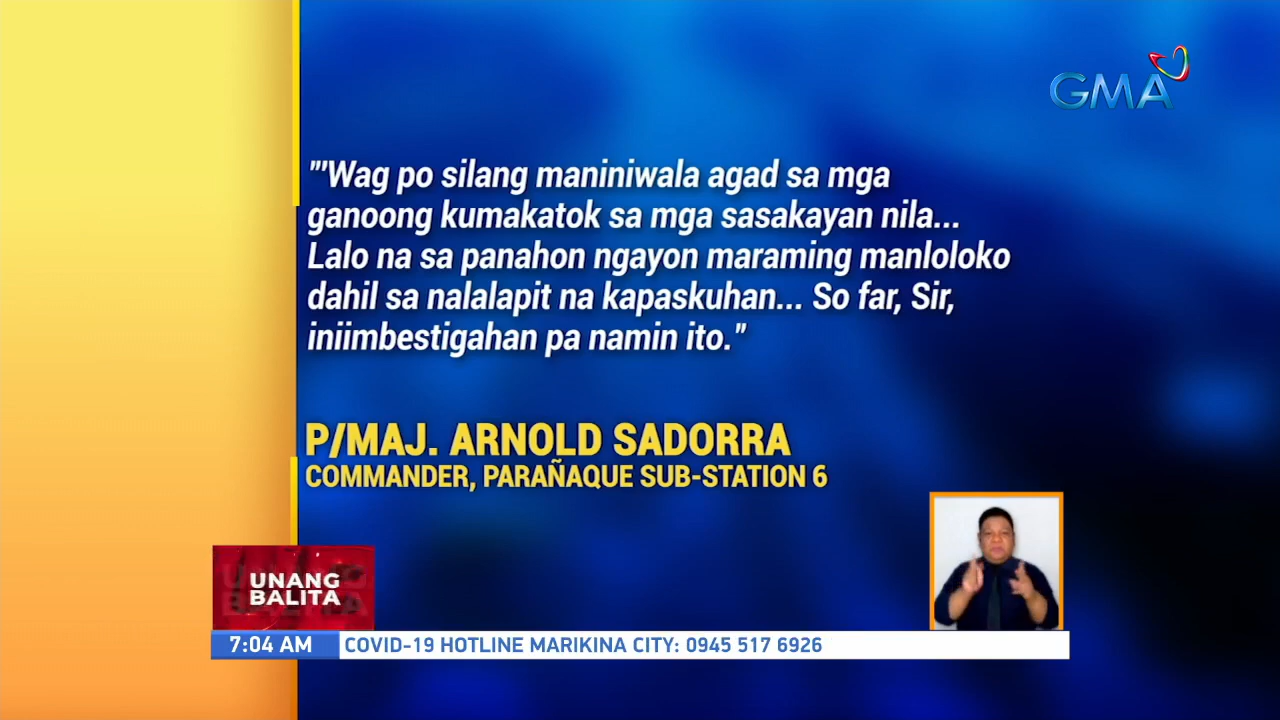 GMA
"'Wag po silang maniniwala agad sa mga
ganoong kumakatok sa mga sasakayan nila...
Lalo na sa panahon ngayon maraming manloloko
dahil sa nalalapit na kapaskuhan... So far, Sir,
iniimbestigahan pa namin ito."
P/MAJ. ARNOLD SADORRA
COMMANDER, PARAÑAQUE SUB-STATION 6
UNANG
BALITA
7:04 AM COVID-19 HOTLINE MARIKINA CITY: 0945 517 6926